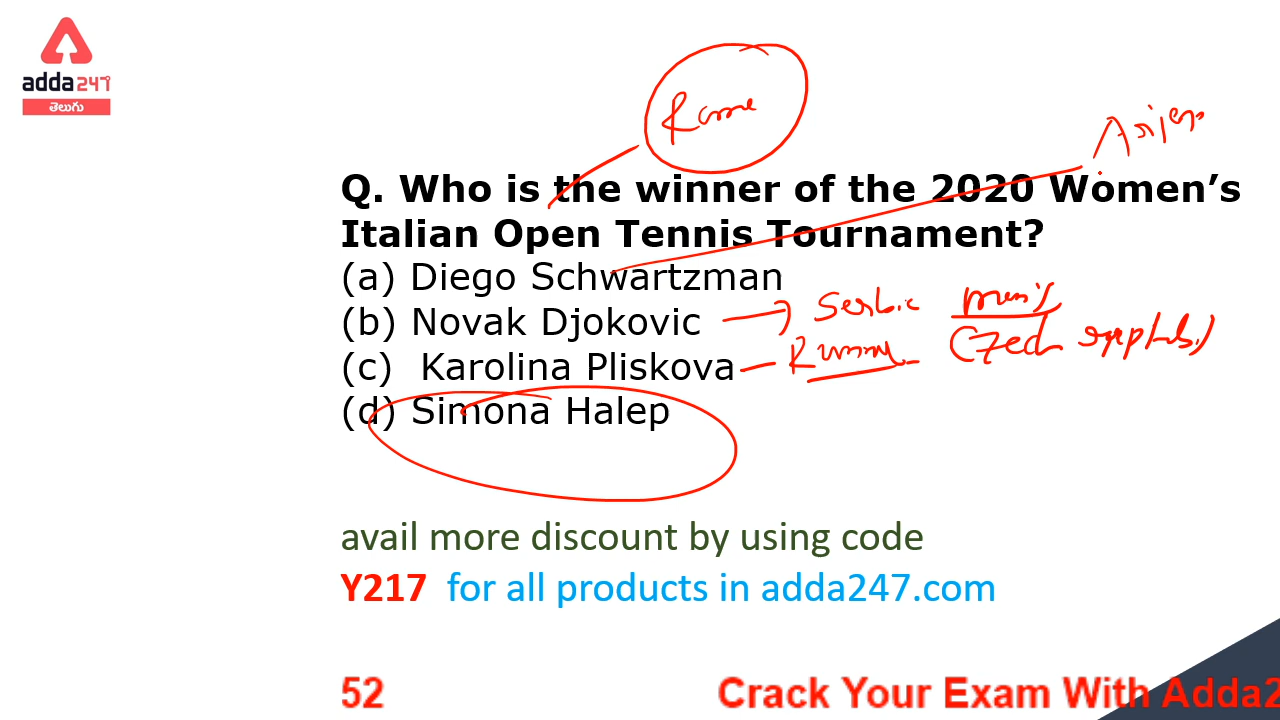 adda247
తెలుగు
Rome
Q. Who is the winner of the 2020 Women’s
Italian Open Tennis Tournament?
(a) Diego Schwartzman
(b) Novak Djokovic
Serbia men's
(c) Karolina Pliskova
Runner
(Czech
(d) Simona Halep
avail more discount by using code
Y217 for all products in adda247.com
52
Crack Your Exam With Adda2